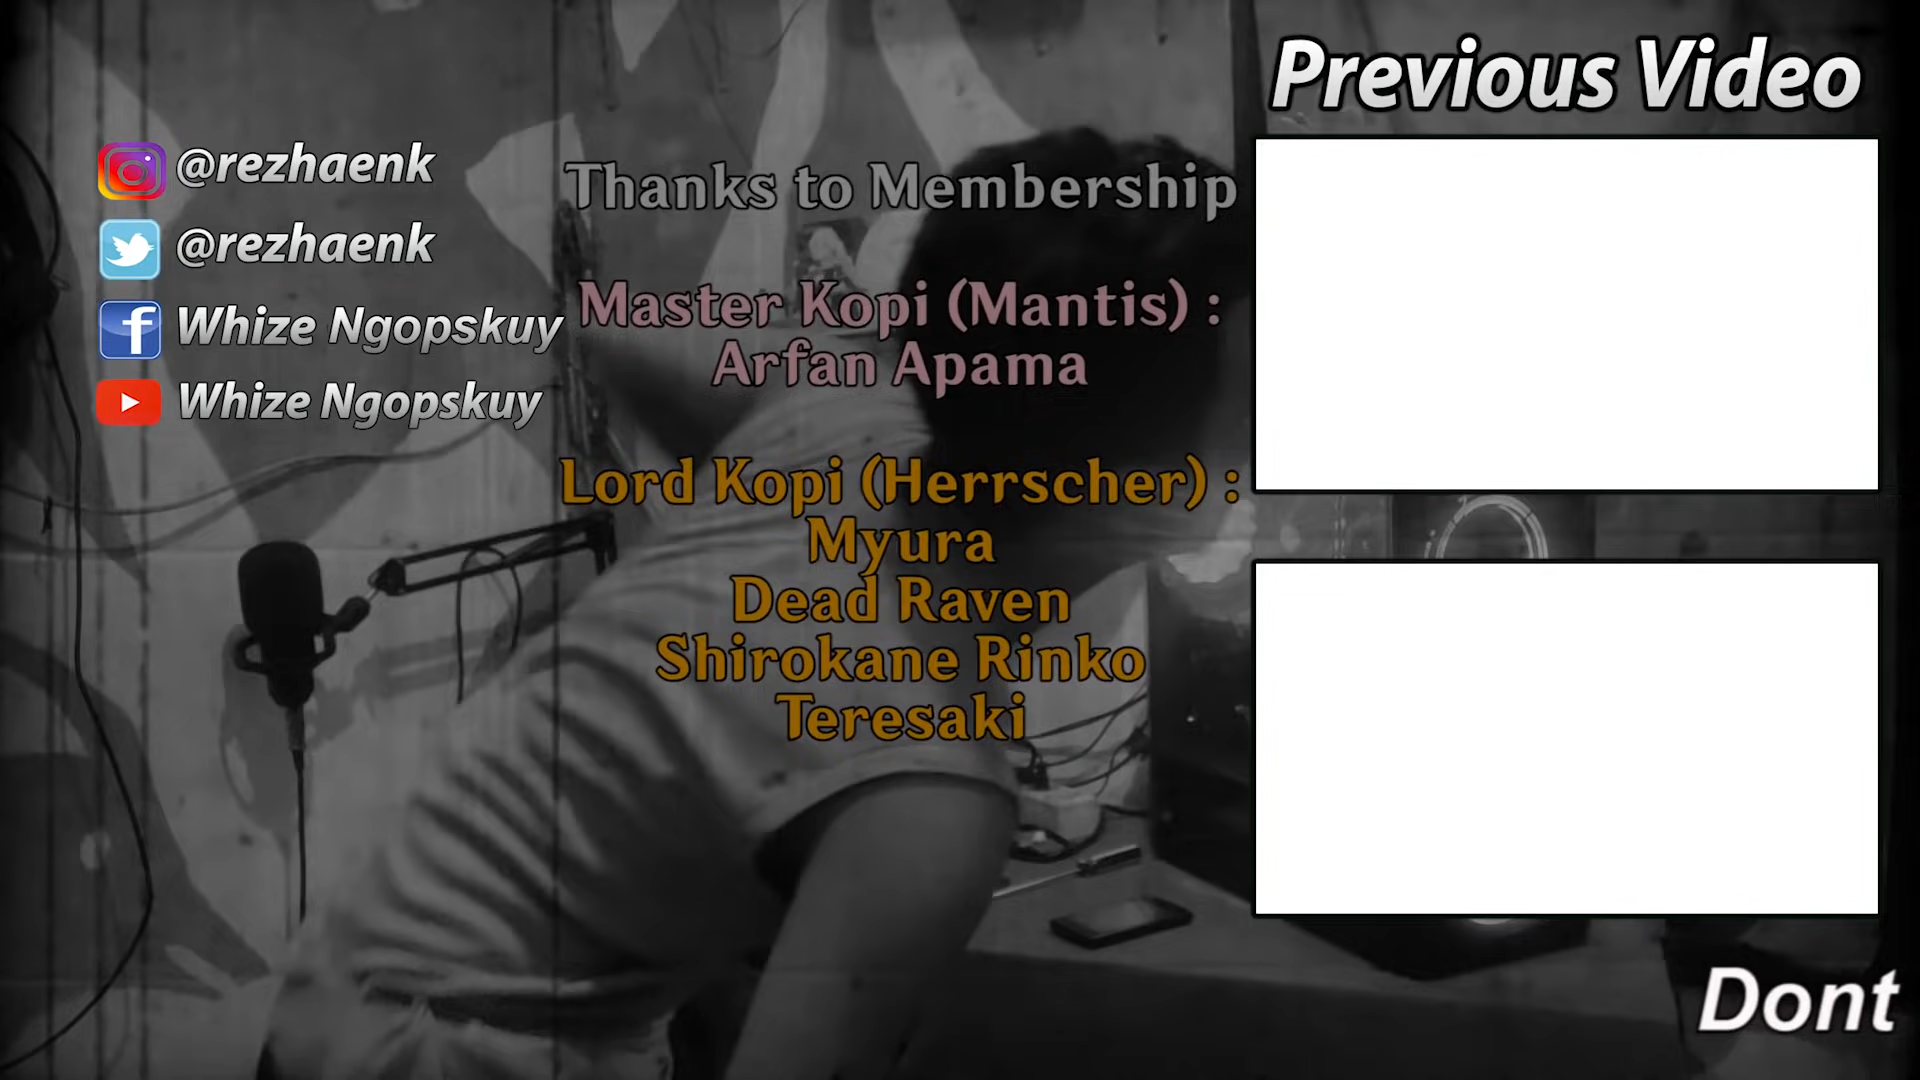 Previous Video
@rezhaenk
@rezhaenk
Whize Ngopskuy
Whize Ngopskuy
Thanks to Membership
Master Kopi (Mantis) :
Arfan Apama
Lord Kopi (Herrscher) :
Myura
Dead Raven
Shirokane Rinko
Teresaki
Dont